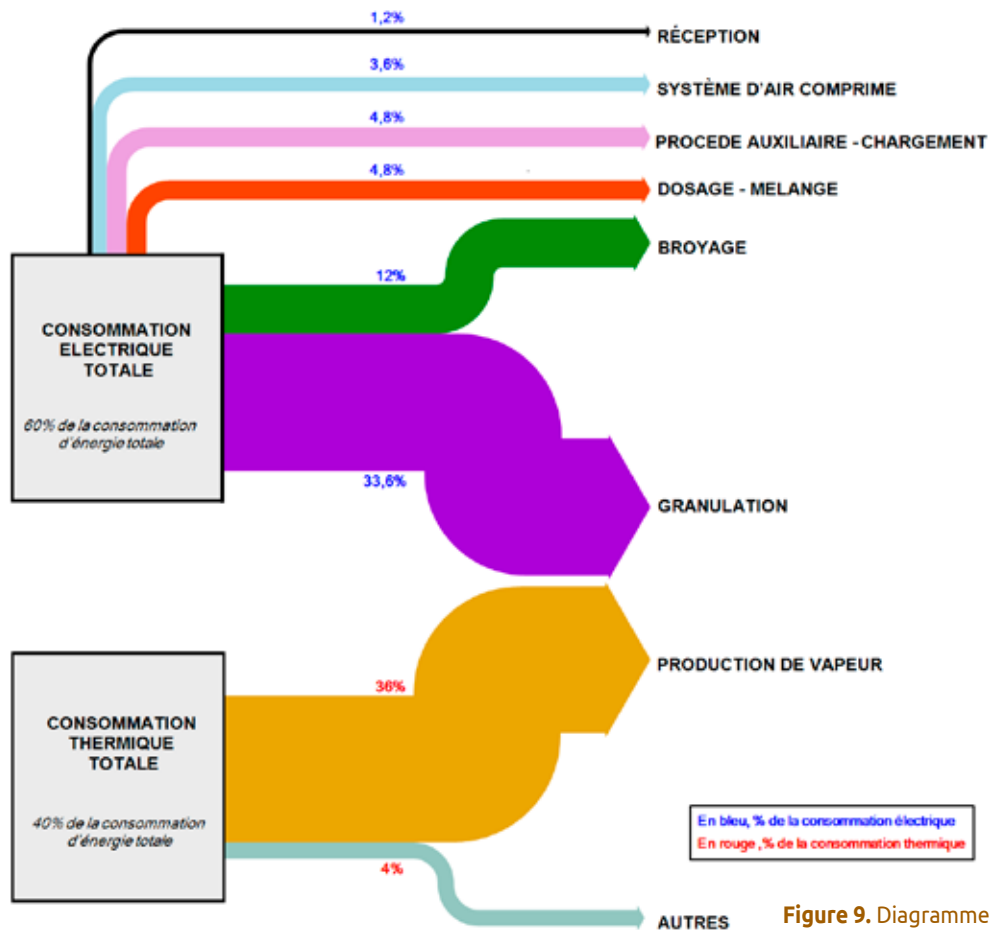 1,2%
RÉCEPTION
3,6%
SYSTÈME D'AIR COMPRIME
4,8%
PROCEDE AUXILIAIRE - CHARGEMENT
4,8%
DOSAGE - MELANGE
BROYAGE
12%
CONSOMMATION
ELECTRIQUE
TOTALE
60% de la consommation
d'énergie totale
33,6%
GRANULATION
PRODUCTION DE VAPEUR
36%
CONSOMMATION
THERMIQUE
TOTALE
40% de la consommation
d'énergie totale
En bleu, % de la consommation électrique
En rouge ,% de la consommation thermique
4%
AUTRES
Figure 9. Diagramme